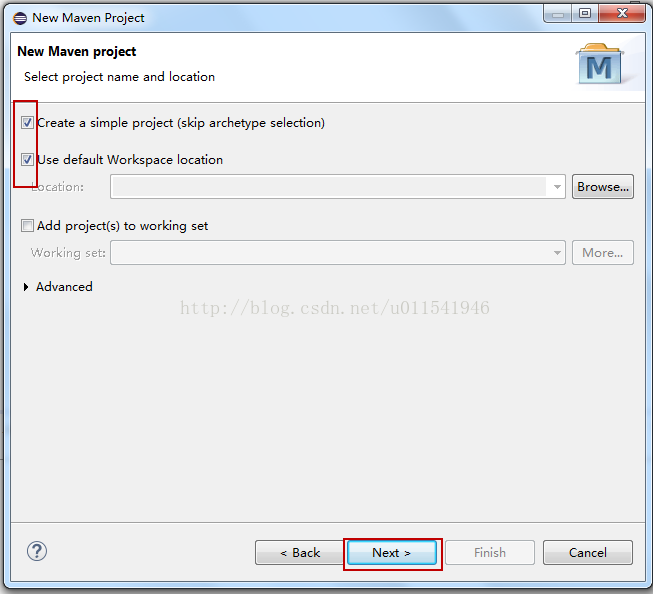 New Maven Project
New Maven project
Select project name and location
M
Create a simple project (skip archetype selection)
Use default Workspace location
Location:
Browse...
Add project(s) to working set
Working set:
More...
Advanced
http://blog.csdn.net/u011541946
?
< Back
Next >
Finish
Cancel